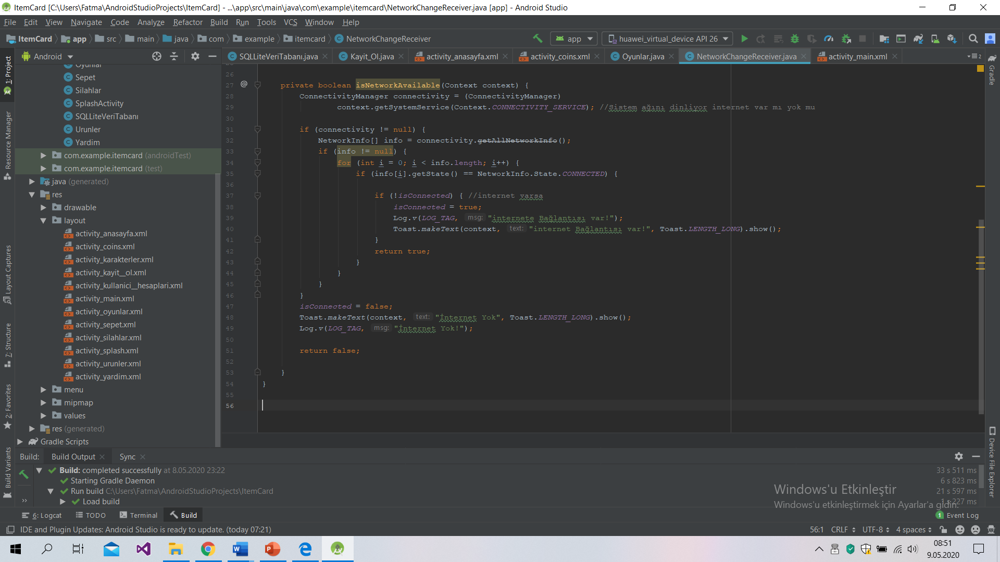 ItemCard [C:\Users\Fatma\AndroidStudioProjects\ItemCard] - ...\app\src\main\java\com\example\itemcard\NetworkChangeReceiver.java [app] - Android Studio
File Edit View Navigate Code Analyze Refactor Build Run Tools VCS Window Help
ItemCard app src main java com example itemcard NetworkChangeReceiver app huawei_virtual_device API 26
Android
SQLLiteVeriTabanı.java Kayit_Ol.java activity_anasayfa.xml activity_coins.xml Oyunlar.java NetworkChangeReceiver.java activity_main.xml 2
1: Project
Resource Manager
Layout Captures
7: Structure
2: Favorites
Build Variants
Gradle
Device File Explorer
Oyunlar
Sepet
Silahlar
SplashActivity
SQLLiteVeriTabanı
Urunler
Yardim
com.example.itemcard (androidTest)
com.example.itemcard (test)
java (generated)
res
drawable
layout
activity_anasayfa.xml
activity_coins.xml
activity_karakterler.xml
activity_kayit__ol.xml
activity_kullanici__hesaplari.xml
activity_main.xml
activity_oyunlar.xml
activity_sepet.xml
activity_silahlar.xml
activity_splash.xml
activity_urunler.xml
activity_yardim.xml
menu
mipmap
values
res (generated)
Gradle Scripts
26
27 @ private boolean isNetworkAvailable(Context context) {
28 ConnectivityManager connectivity = (ConnectivityManager)
29 context.getSystemService(Context.CONNECTIVITY_SERVICE); //Sistem ağını dinliyor internet var mı yok mu
30
31 if (connectivity != null) {
32 NetworkInfo[] info = connectivity.getAllNetworkInfo();
33 if (info != null) {
34 for (int i = 0; i < info.length; i++) {
35 if (info[i].getState() == NetworkInfo.State.CONNECTED) {
36
37 if (!isConnected) { //internet varsa
38 isConnected = true;
39 Log.v(LOG_TAG, msg: "internete Bağlantısı var!");
40 Toast.makeText(context, text: "internet Bağlantısı var!", Toast.LENGTH_LONG).show();
41 }
42 return true;
43 }
44 }
45 }
46 }
47 isConnected = false;
48 Toast.makeText(context, text: "İnternet Yok", Toast.LENGTH_LONG).show();
49 Log.v(LOG_TAG, msg: "İnternet Yok!");
50
51 return false;
52
53 }
54 }
55
56
Build: Build Output Sync
Build: completed successfully at 8.05.2020 23:22 33 s 511 ms
Starting Gradle Daemon 6 s 823 ms
Run build C:\Users\Fatma\AndroidStudioProjects\ItemCard 21 s 597 ms
Load build 1 s 227 ms
Windows'u Etkinleştir
Windows'u etkinleştirmek için Ayarlar'a gidin.
6: Logcat TODO Terminal Build 1 Event Log
IDE and Plugin Updates: Android Studio is ready to update. (today 07:21) 56:1 CRLF UTF-8 4 spaces
08:51
9.05.2020